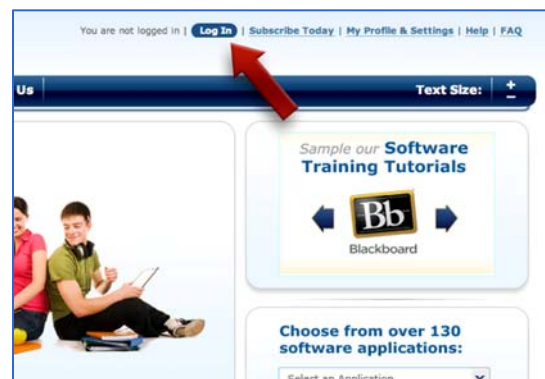 You are not logged in | Log In | Subscribe Today | My Profile & Settings | Help | FAQ
Us Text Size: + −
Sample our Software
Training Tutorials
Bb
Blackboard
Choose from over 130
software applications:
Select an Application